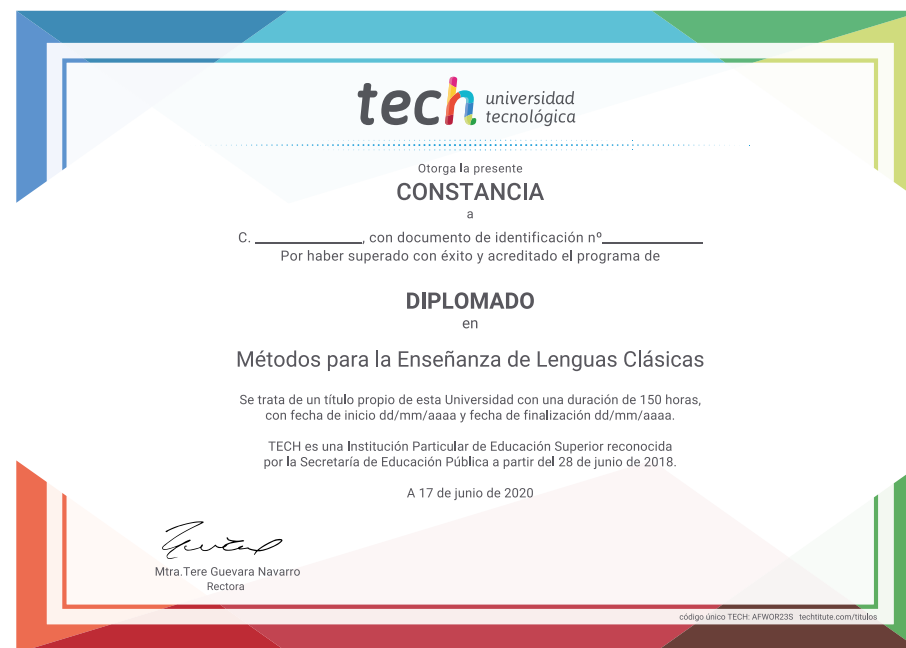 tech universidad
tecnológica
Otorga la presente
CONSTANCIA
a
C. ____________, con documento de identificación nº____________
Por haber superado con éxito y acreditado el programa de
DIPLOMADO
en
Métodos para la Enseñanza de Lenguas Clásicas
Se trata de un título propio de esta Universidad con una duración de 150 horas,
con fecha de inicio dd/mm/aaaa y fecha de finalización dd/mm/aaaa.
TECH es una Institución Particular de Educación Superior reconocida
por la Secretaría de Educación Pública a partir del 28 de junio de 2018.
A 17 de junio de 2020
Mtra.Tere Guevara Navarro
Rectora
código único TECH: AFWOR23S techtitute.com/titulos